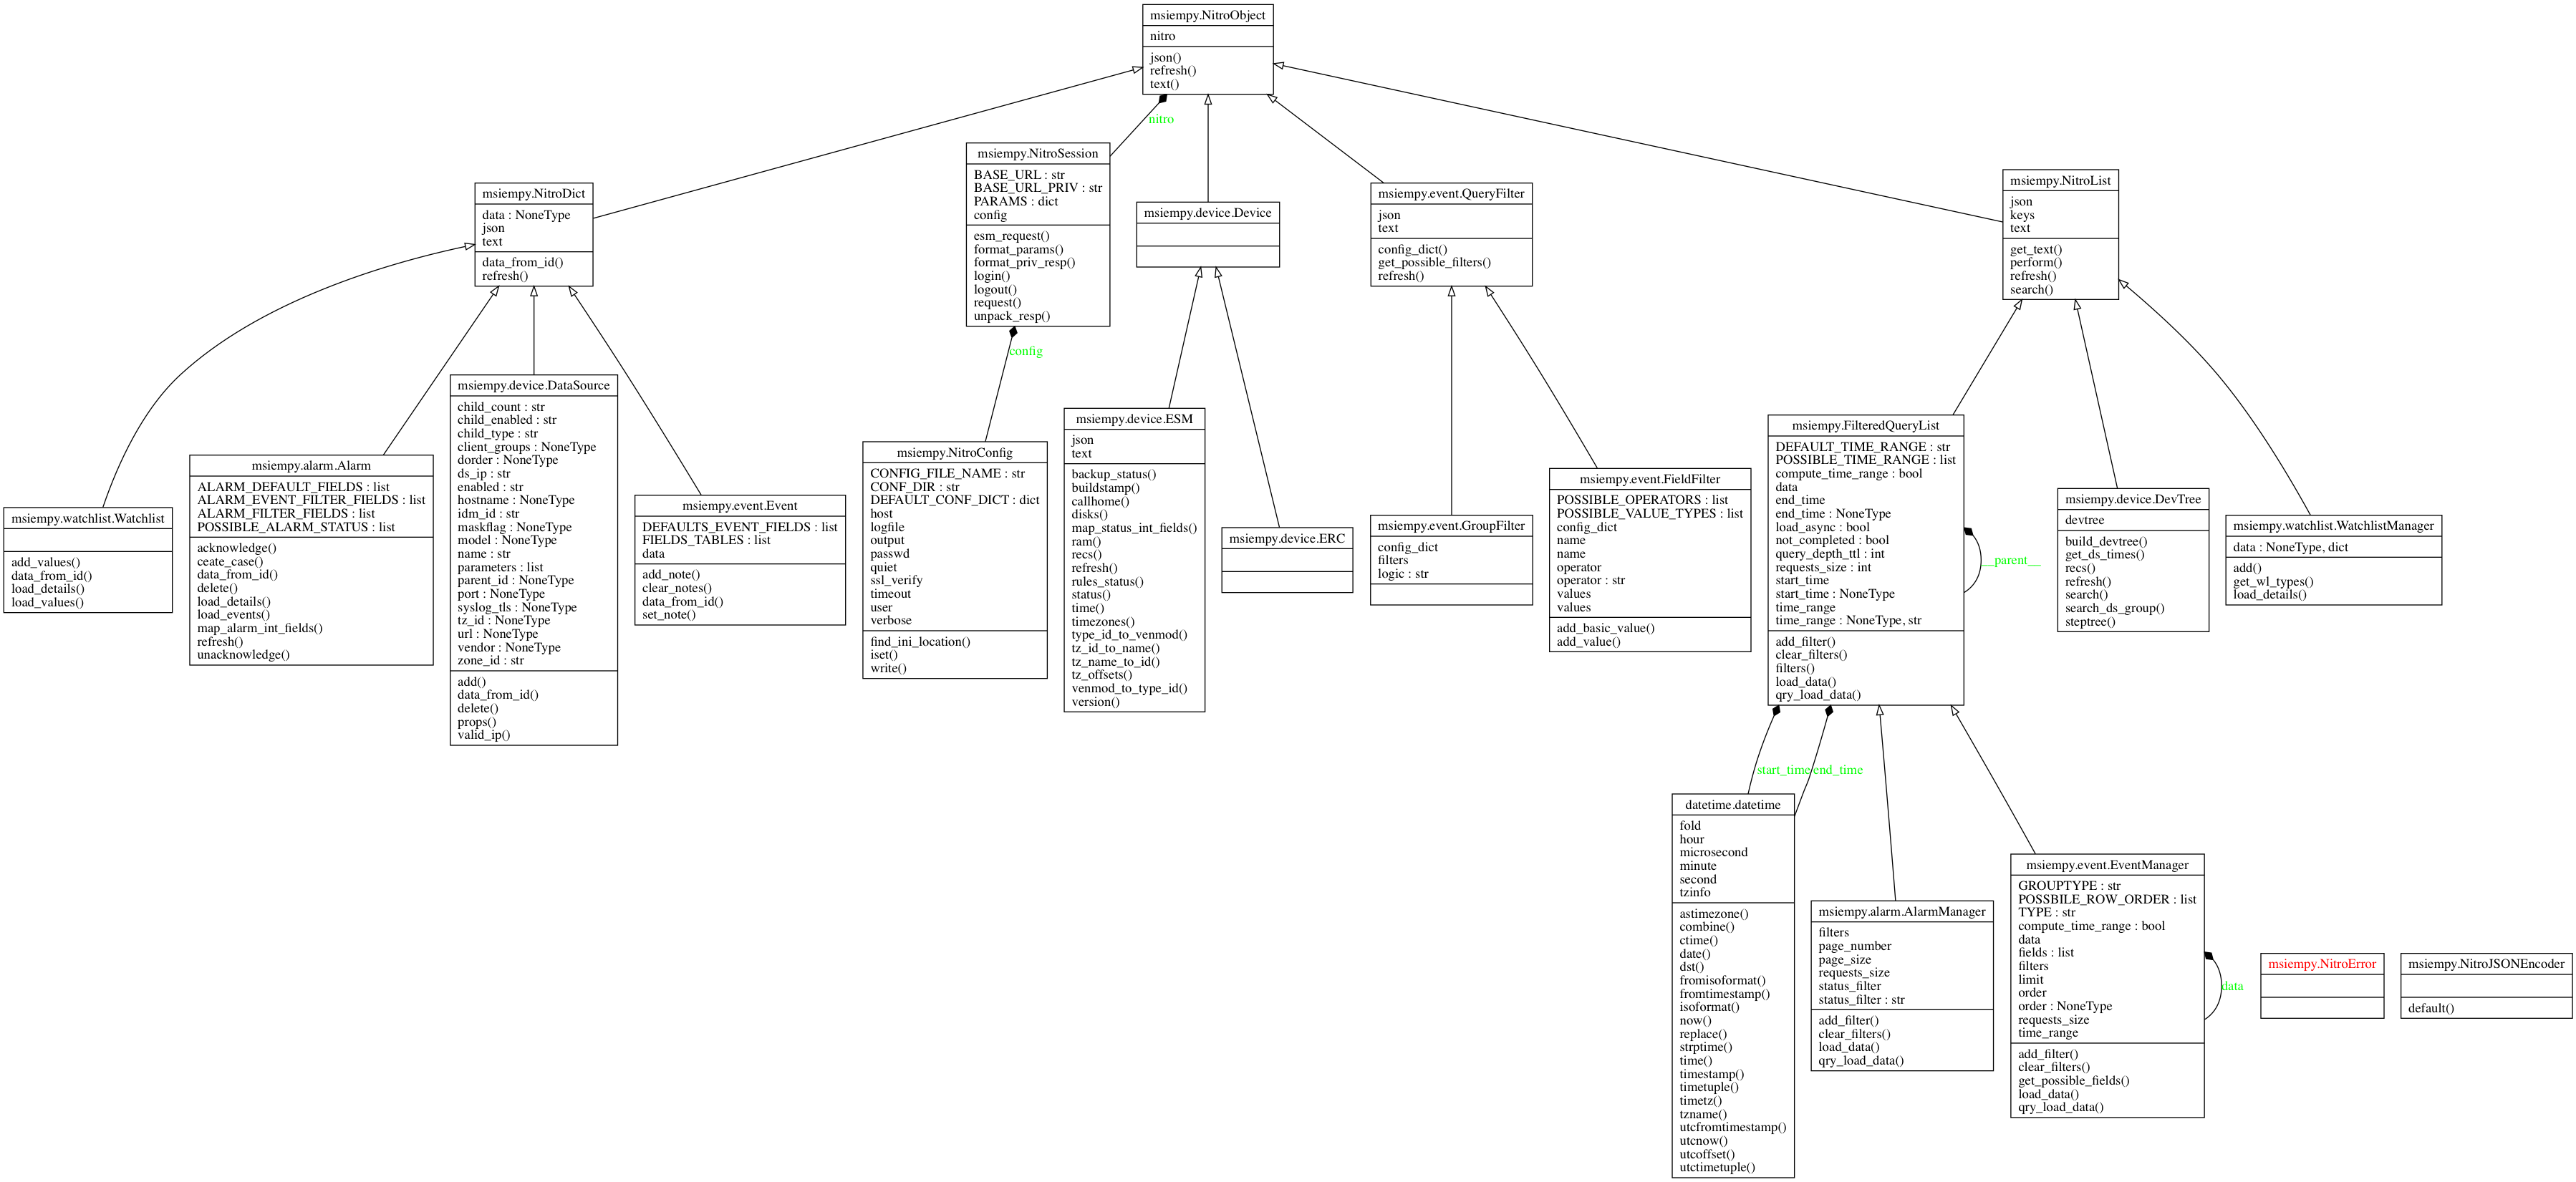 msiempy.NitroObject
nitro
json()
refresh()
text()
nitro
msiempy.NitroSession
BASE_URL : str
BASE_URL_PRIV : str
PARAMS : dict
config
esm_request()
format_params()
format_priv_resp()
login()
logout()
request()
unpack_resp()
msiempy.NitroDict
data : NoneType
json
text
data_from_id()
refresh()
msiempy.device.Device
msiempy.event.QueryFilter
json
text
config_dict()
get_possible_filters()
refresh()
msiempy.NitroList
json
keys
text
get_text()
perform()
refresh()
search()
config
msiempy.watchlist.Watchlist
add_values()
data_from_id()
load_details()
load_values()
msiempy.alarm.Alarm
ALARM_DEFAULT_FIELDS : list
ALARM_EVENT_FILTER_FIELDS : list
ALARM_FILTER_FIELDS : list
POSSIBLE_ALARM_STATUS : list
acknowledge()
ceate_case()
data_from_id()
delete()
load_details()
load_events()
map_alarm_int_fields()
refresh()
unacknowledge()
msiempy.device.DataSource
child_count : str
child_enabled : str
child_type : str
client_groups : NoneType
dorder : NoneType
ds_ip : str
enabled : str
hostname : NoneType
idm_id : str
maskflag : NoneType
model : NoneType
name : str
parameters : list
parent_id : NoneType
port : NoneType
syslog_tls : NoneType
tz_id : NoneType
url : NoneType
vendor : NoneType
zone_id : str
add()
data_from_id()
delete()
props()
valid_ip()
msiempy.event.Event
DEFAULTS_EVENT_FIELDS : list
FIELDS_TABLES : list
data
add_note()
clear_notes()
data_from_id()
set_note()
msiempy.NitroConfig
CONFIG_FILE_NAME : str
CONF_DIR : str
DEFAULT_CONF_DICT : dict
host
logfile
output
passwd
quiet
ssl_verify
timeout
user
verbose
find_ini_location()
iset()
write()
msiempy.device.ESM
json
text
backup_status()
buildstamp()
callhome()
disks()
map_status_int_fields()
ram()
recs()
refresh()
rules_status()
status()
time()
timezones()
type_id_to_venmod()
tz_id_to_name()
tz_name_to_id()
tz_offsets()
venmod_to_type_id()
version()
msiempy.device.ERC
msiempy.event.GroupFilter
config_dict
filters
logic : str
msiempy.event.FieldFilter
POSSIBLE_OPERATORS : list
POSSIBLE_VALUE_TYPES : list
config_dict
name
name
operator
operator : str
values
values
add_basic_value()
add_value()
msiempy.FilteredQueryList
DEFAULT_TIME_RANGE : str
POSSIBLE_TIME_RANGE : list
compute_time_range : bool
data
end_time
end_time : NoneType
load_async : bool
not_completed : bool
query_depth_ttl : int
requests_size : int
start_time
start_time : NoneType
time_range
time_range : NoneType, str
add_filter()
clear_filters()
filters()
load_data()
qry_load_data()
__parent__
msiempy.device.DevTree
devtree
build_devtree()
get_ds_times()
recs()
refresh()
search()
search_ds_group()
steptree()
msiempy.watchlist.WatchlistManager
data : NoneType, dict
add()
get_wl_types()
load_details()
start_time
end_time
datetime.datetime
fold
hour
microsecond
minute
second
tzinfo
astimezone()
combine()
ctime()
date()
dst()
fromisoformat()
fromtimestamp()
isoformat()
now()
replace()
strptime()
time()
timestamp()
timetuple()
timetz()
tzname()
utcfromtimestamp()
utcnow()
utcoffset()
utctimetuple()
msiempy.alarm.AlarmManager
filters
page_number
page_size
requests_size
status_filter
status_filter : str
add_filter()
clear_filters()
load_data()
qry_load_data()
msiempy.event.EventManager
GROUPTYPE : str
POSSBILE_ROW_ORDER : list
TYPE : str
compute_time_range : bool
data
fields : list
filters
limit
order
order : NoneType
requests_size
time_range
add_filter()
clear_filters()
get_possible_fields()
load_data()
qry_load_data()
data
msiempy.NitroError
msiempy.NitroJSONEncoder
default()